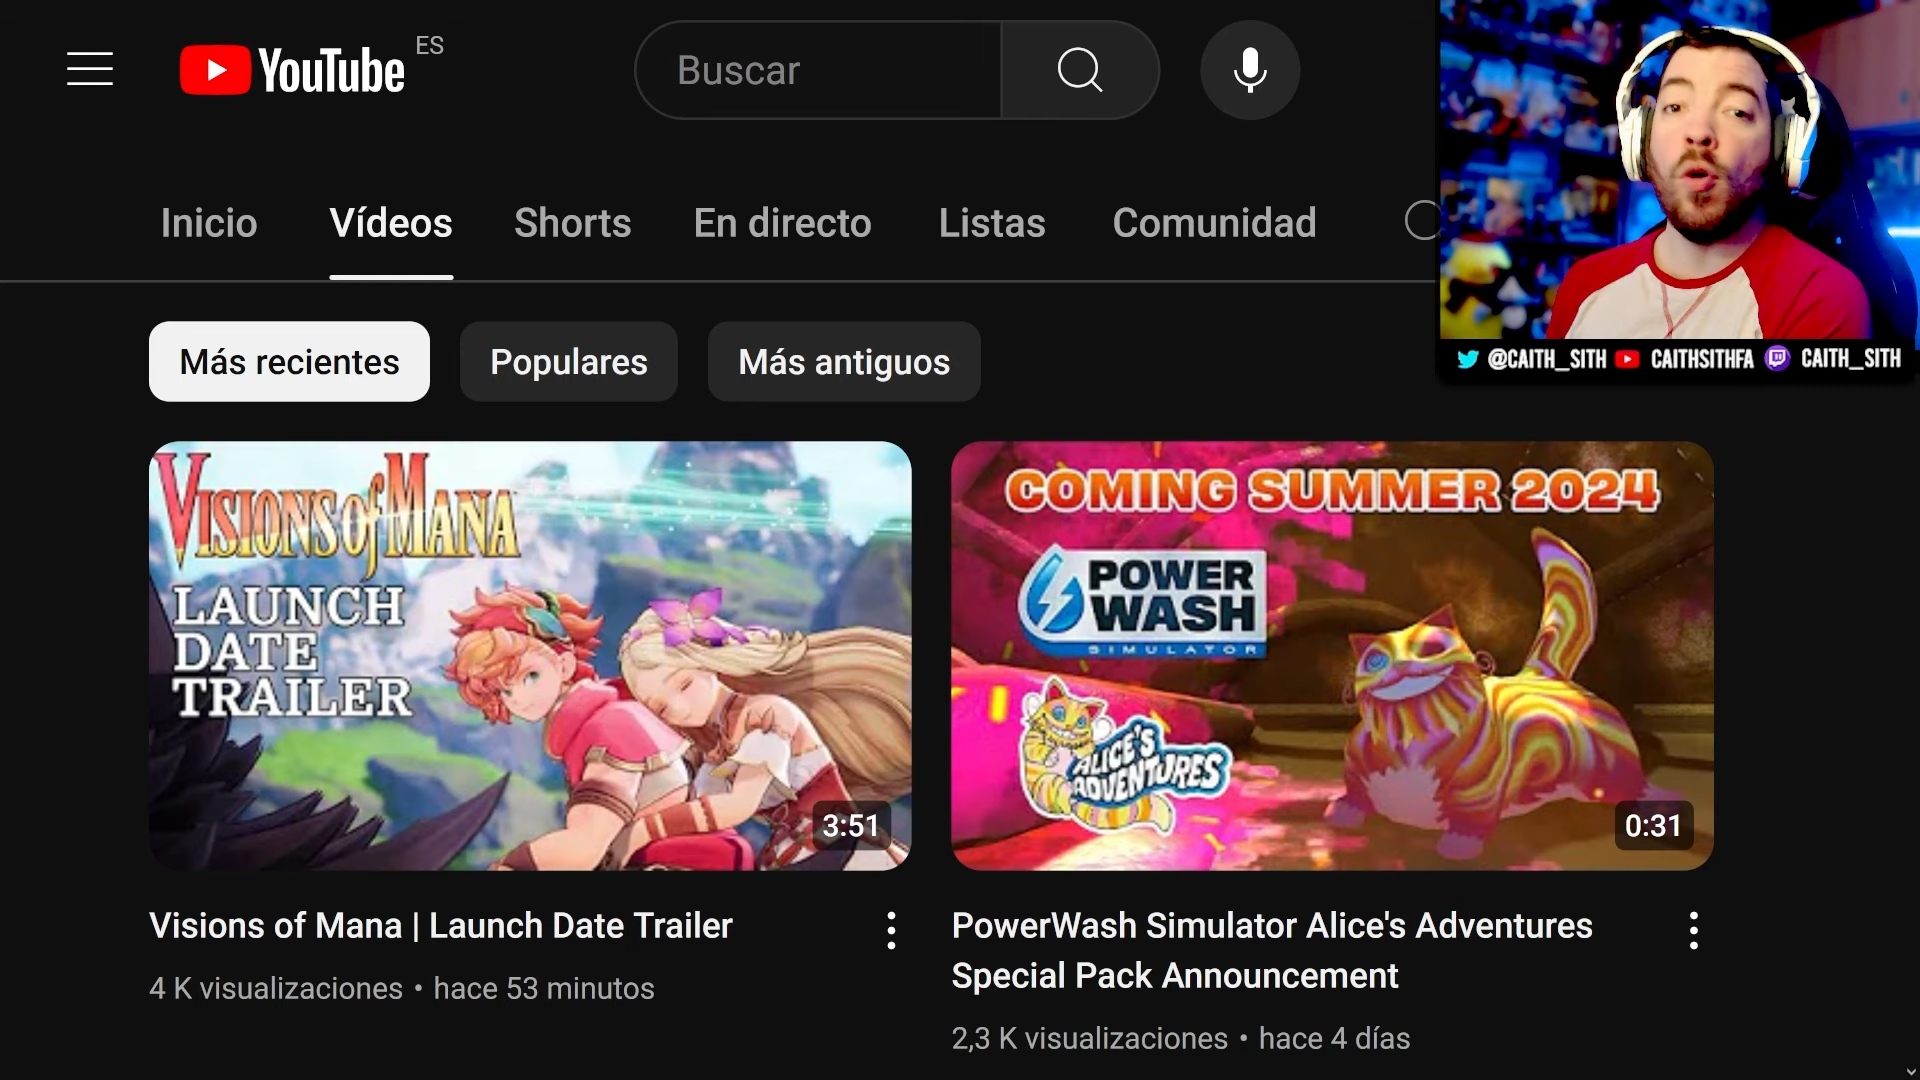 YouTube ES
Buscar
Inicio
Vídeos
Shorts
En directo
Listas
Comunidad
@CAITH_SITH CAITHSITHFA CAITH_SITH
Más recientes
Populares
Más antiguos
VISIONS of MANA
LAUNCH
DATE
TRAILER
3:51
COMING SUMMER 2024
POWER
WASH
SIMULATOR
ALICE'S
ADVENTURES
0:31
Visions of Mana | Launch Date Trailer
4 K visualizaciones • hace 53 minutos
PowerWash Simulator Alice's Adventures
Special Pack Announcement
2,3 K visualizaciones • hace 4 días